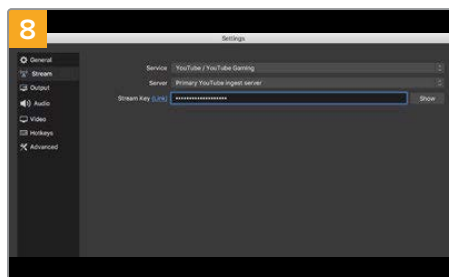 8
Settings
General
Stream
Output
Audio
Video
Hotkeys
Advanced
Service YouTube / YouTube Gaming
Server Primary YouTube ingest server
Stream Key (Link) •••••••••••••••••••• Show